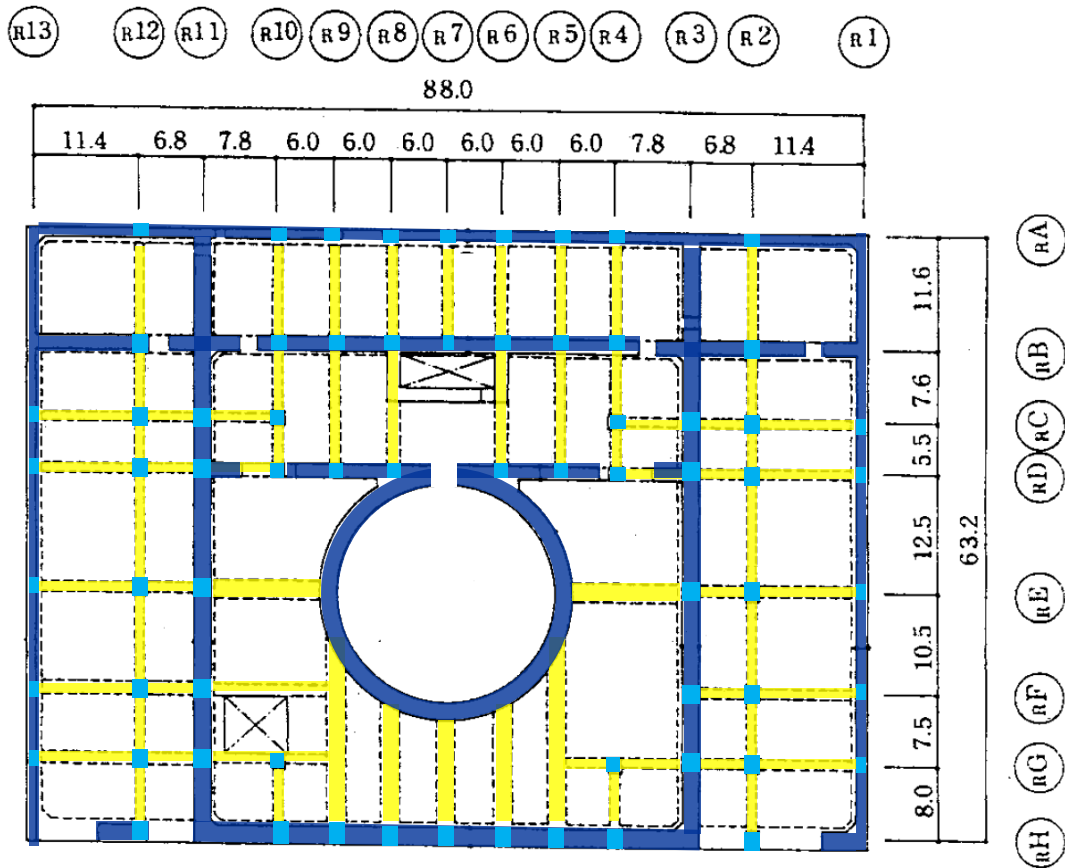 R13 R12 R11 R10 R9 R8 R7 R6 R5 R4 R3 R2 R1
88.0
11.4 6.8 7.8 6.0 6.0 6.0 6.0 6.0 6.0 7.8 6.8 11.4
RA
11.6
RB
7.6
RC
5.5
RD
12.5
63.2
RE
10.5
RF
7.5
RG
8.0
RH